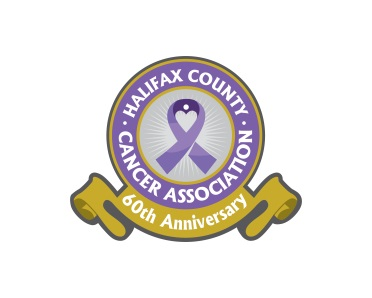 · HALIFAX COUNTY ·
CANCER ASSOCIATION
60th Anniversary